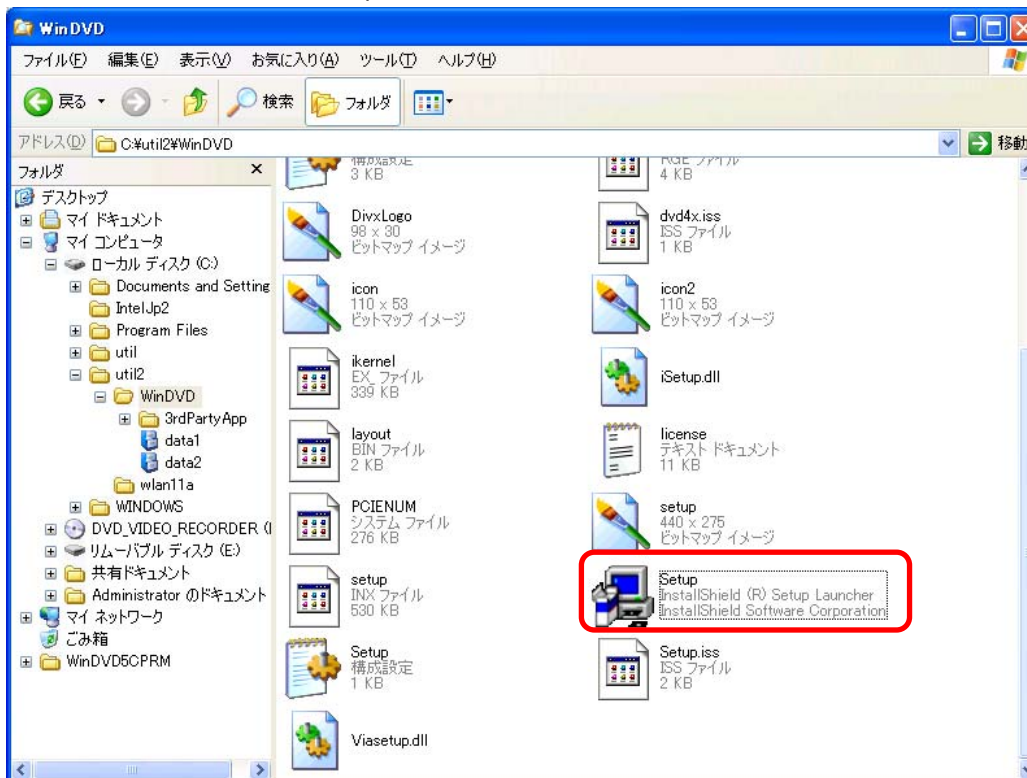 WinDVD
ファイル(F) 編集(E) 表示(V) お気に入り(A) ツール(T) ヘルプ(H)
戻る 検索 フォルダ
アドレス(D) C:¥util2¥WinDVD 移動
フォルダ ×
デスクトップ
マイ ドキュメント
マイ コンピュータ
ローカル ディスク (C:)
Documents and Setting
IntelJp2
Program Files
util
util2
WinDVD
3rdPartyApp
data1
data2
wlan11a
WINDOWS
DVD_VIDEO_RECORDER (
リムーバブル ディスク (E:)
共有ドキュメント
Administrator のドキュメント
マイ ネットワーク
ごみ箱
WinDVD5CPRM
構成設定
3 KB
RGE ファイル
4 KB
DivxLogo
98 × 30
ビットマップ イメージ
dvd4x.iss
ISS ファイル
1 KB
icon
110 × 53
ビットマップ イメージ
icon2
110 × 53
ビットマップ イメージ
ikernel
EX_ ファイル
339 KB
iSetup.dll
layout
BIN ファイル
2 KB
license
テキスト ドキュメント
11 KB
PCIENUM
システム ファイル
276 KB
setup
440 × 275
ビットマップ イメージ
setup
INX ファイル
530 KB
Setup
InstallShield (R) Setup Launcher
InstallShield Software Corporation
Setup
構成設定
1 KB
Setup.iss
ISS ファイル
2 KB
Viasetup.dll